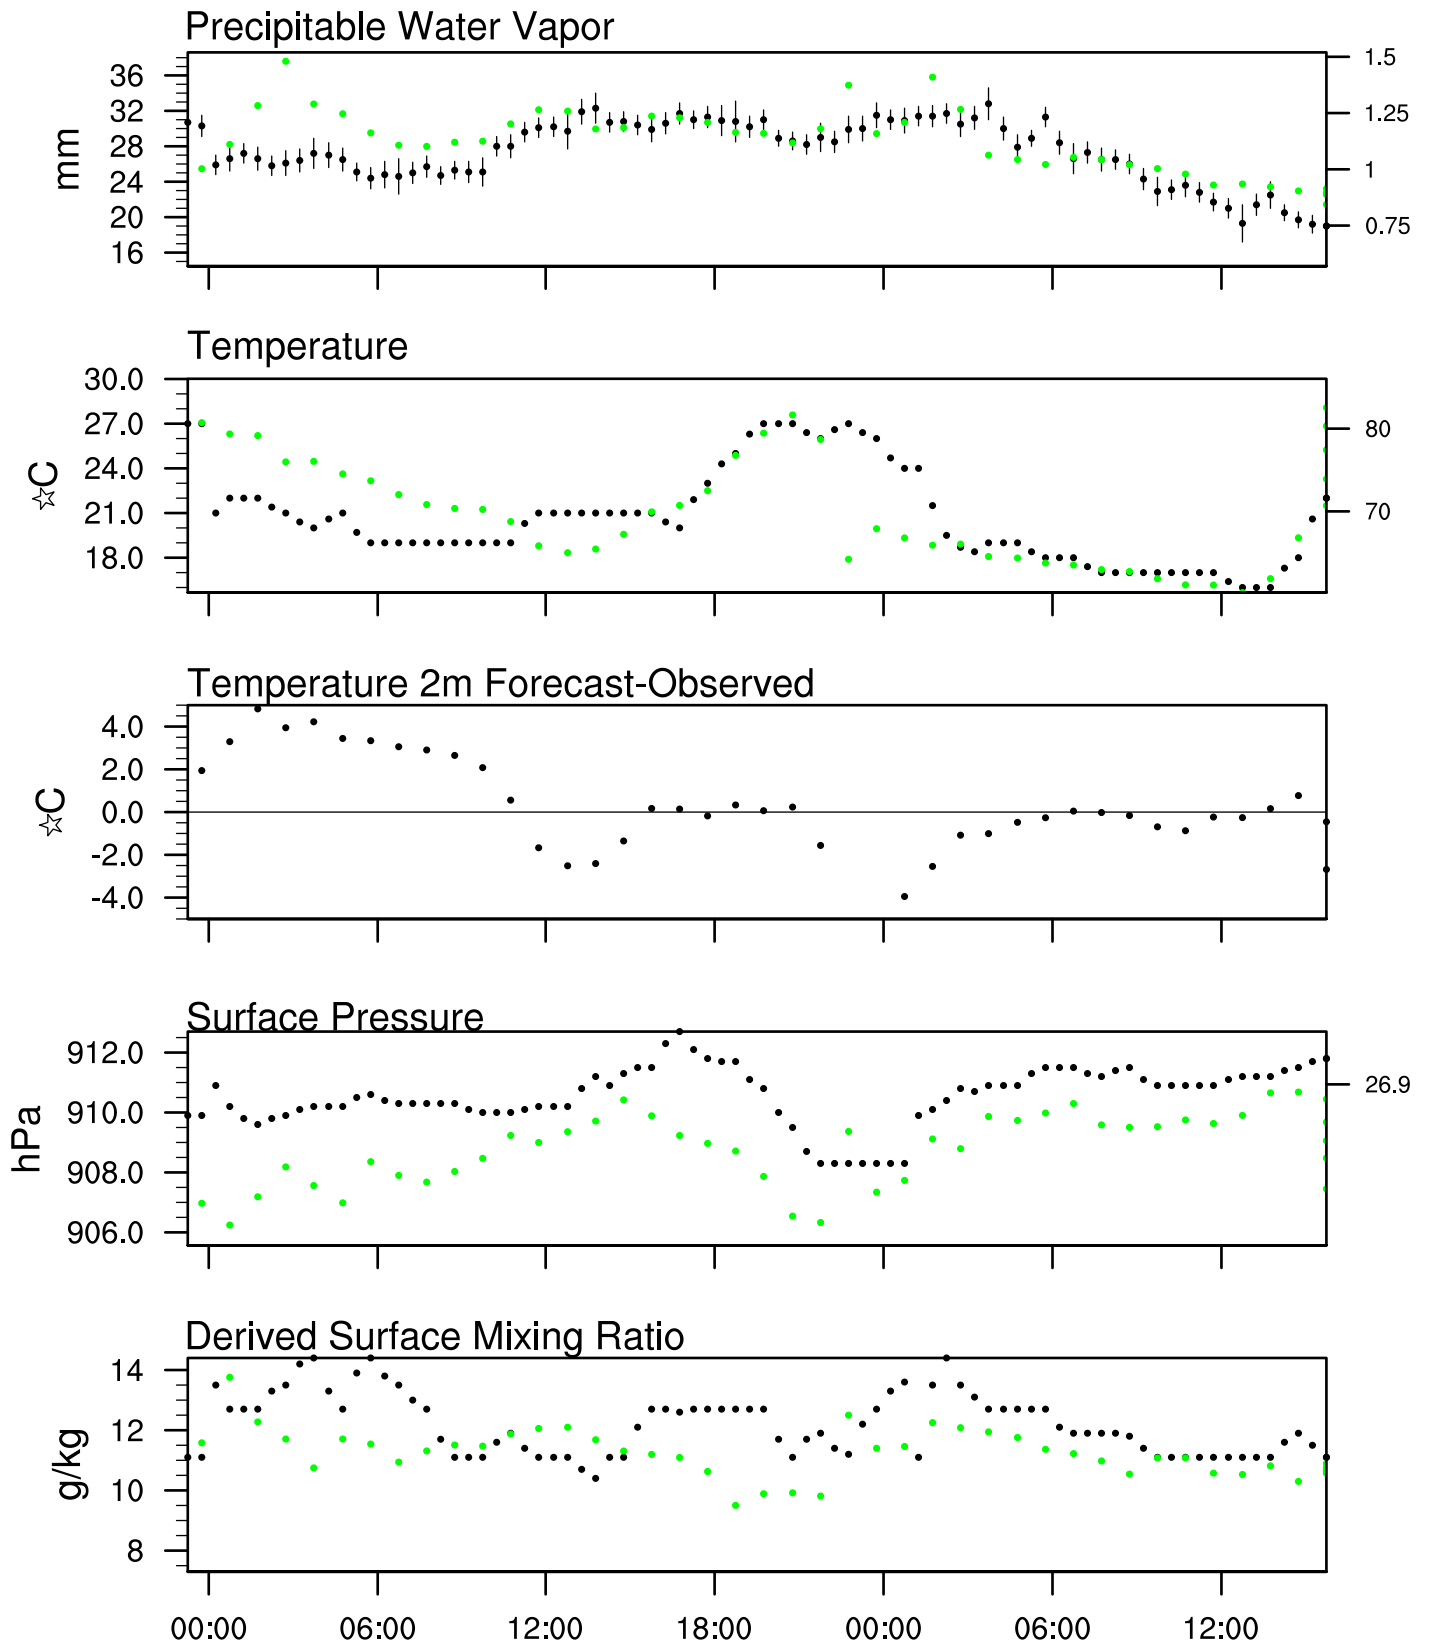 Precipitable Water Vapor
36
32
28
24
20
16
mm
1.5
1.25
1
0.75
Temperature
30.0
27.0
24.0
21.0
18.0
☆C
80
70
Temperature 2m Forecast-Observed
4.0
2.0
0.0
-2.0
-4.0
☆C
Surface Pressure
912.0
910.0
908.0
906.0
hPa
26.9
Derived Surface Mixing Ratio
14
12
10
8
g/kg
00:00 06:00 12:00 18:00 00:00 06:00 12:00